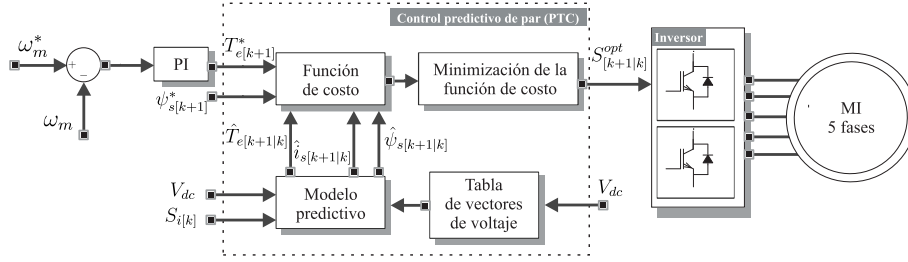 Control predictivo de par (PTC)
ω*m
+
−
ωm
PI
T*e[k+1]
ψ*s[k+1]
Función
de costo
Minimización de la
función de costo
S^opt[k+1|k]
Inversor
MI
5 fases
T̂e[k+1|k]
îs[k+1|k]
ψ̂s[k+1|k]
Vdc
Si[k]
Modelo
predictivo
Tabla
de vectores
de voltaje
Vdc